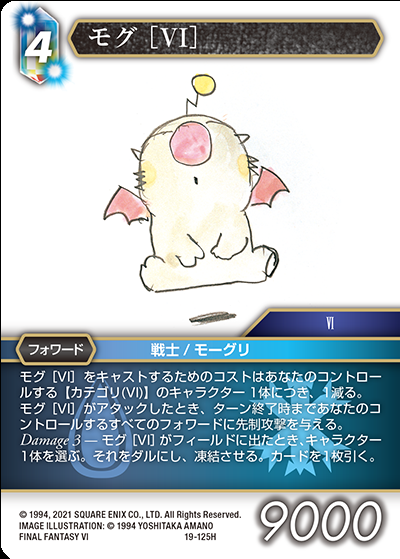 4
モグ［VI］
VI
フォワード
戦士 / モーグリ
モグ［VI］をキャストするためのコストはあなたのコントロー
ルする【カテゴリ(VI)】のキャラクター 1体につき、1減る。
モグ［VI］がアタックしたとき、ターン終了時まであなたのコ
ントロールするすべてのフォワードに先制攻撃を与える。
Damage 3 — モグ［VI］がフィールドに出たとき、キャラクター
1体を選ぶ。それをダルにし、凍結させる。カードを1枚引く。
© 1994, 2021 SQUARE ENIX CO., LTD. All Rights Reserved.
IMAGE ILLUSTRATION: © 1994 YOSHITAKA AMANO
FINAL FANTASY VI 19-125H
9000